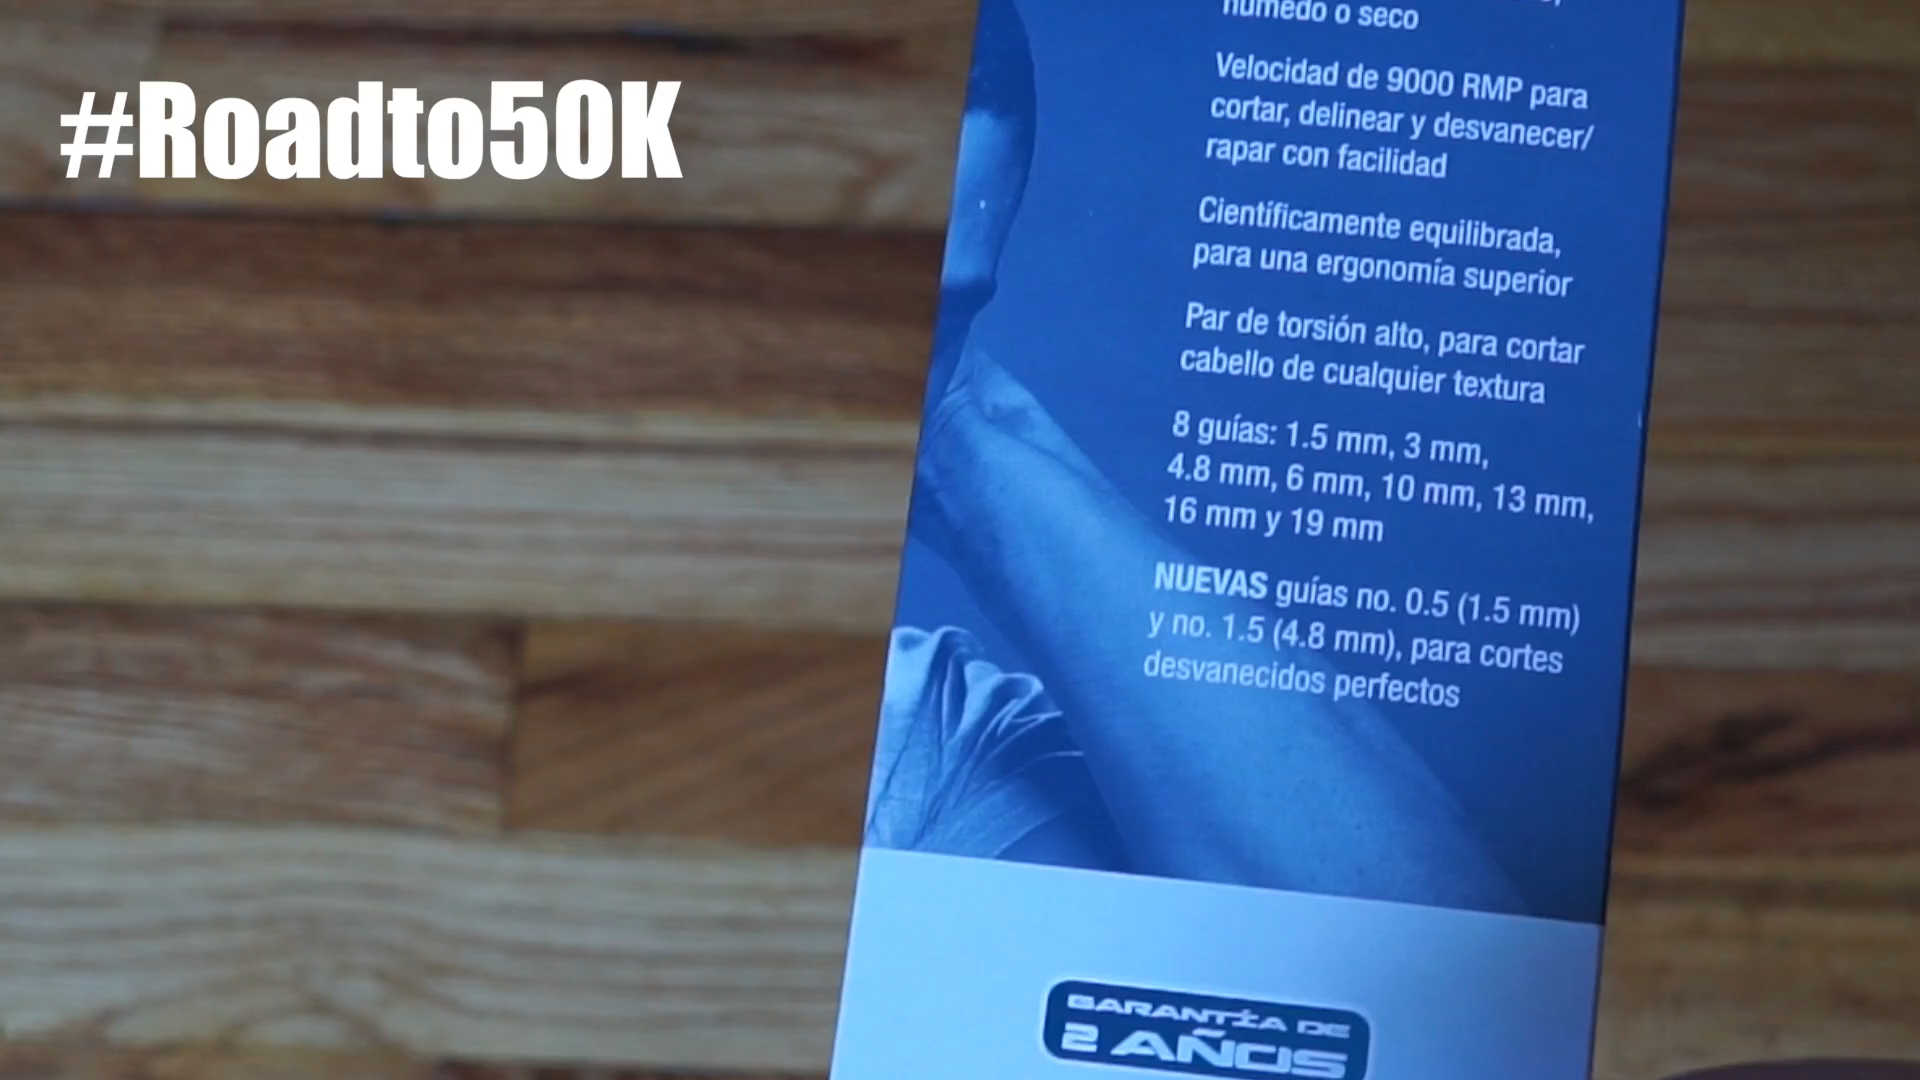 #Roadto50K
húmedo o seco
Velocidad de 9000 RMP para
cortar, delinear y desvanecer/
rapar con facilidad
Científicamente equilibrada,
para una ergonomía superior
Par de torsión alto, para cortar
cabello de cualquier textura
8 guías: 1.5 mm, 3 mm,
4.8 mm, 6 mm, 10 mm, 13 mm,
16 mm y 19 mm
NUEVAS guías no. 0.5 (1.5 mm)
y no. 1.5 (4.8 mm), para cortes
desvanecidos perfectos
GARANTÍA DE
2 AÑOS